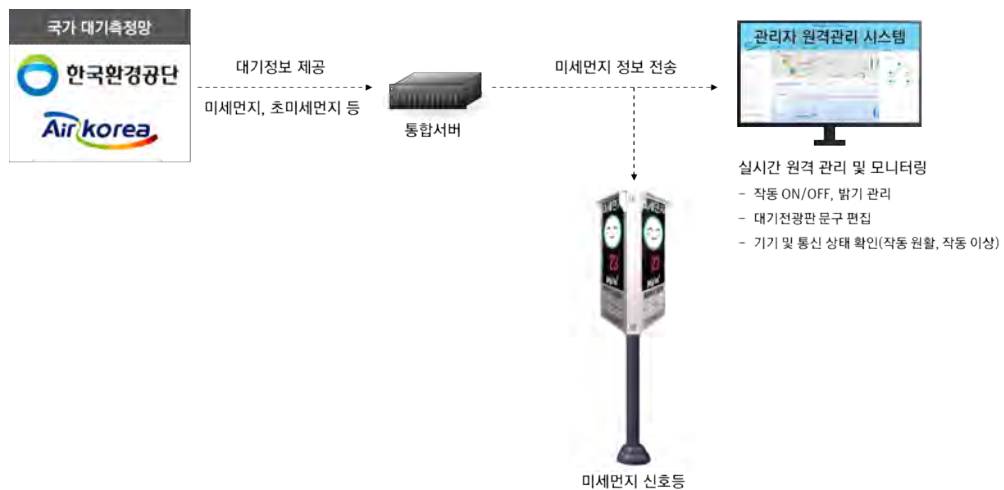 국가 대기측정망
한국환경공단
Airkorea
대기정보 제공
미세먼지, 초미세먼지 등
통합서버
미세먼지 정보 전송
관리자 원격관리 시스템
실시간 원격 관리 및 모니터링
- 작동 ON/OFF, 밝기 관리
- 대기전광판 문구 편집
- 기기 및 통신 상태 확인(작동 원활, 작동 이상)
23
23
미세먼지 신호등